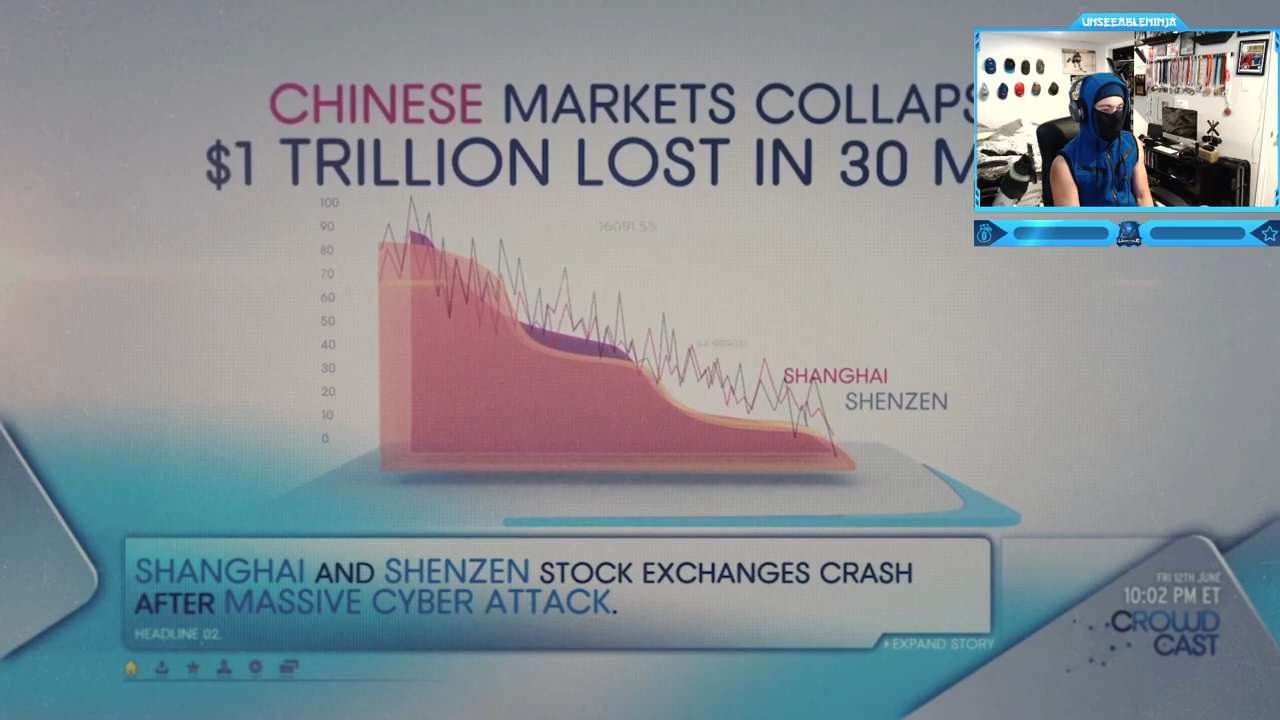 UNSEEABLENINJA
CHINESE MARKETS COLLAPS
$1 TRILLION LOST IN 30 M
100
90
80
70
60
50
40
30
20
10
0
16091.55
SHANGHAI
SHENZEN
SHANGHAI AND SHENZEN STOCK EXCHANGES CRASH
AFTER MASSIVE CYBER ATTACK.
HEADLINE 02.
EXPAND STORY
FRI 12TH JUNE
10:02 PM ET
CROWD
CAST